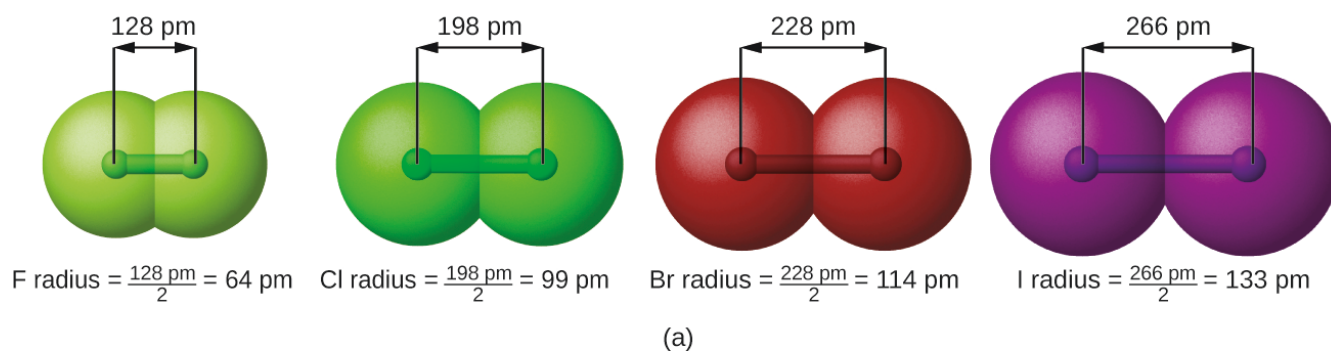 128 pm
198 pm
228 pm
266 pm
F radius = 128 pm / 2 = 64 pm
Cl radius = 198 pm / 2 = 99 pm
Br radius = 228 pm / 2 = 114 pm
I radius = 266 pm / 2 = 133 pm
(a)